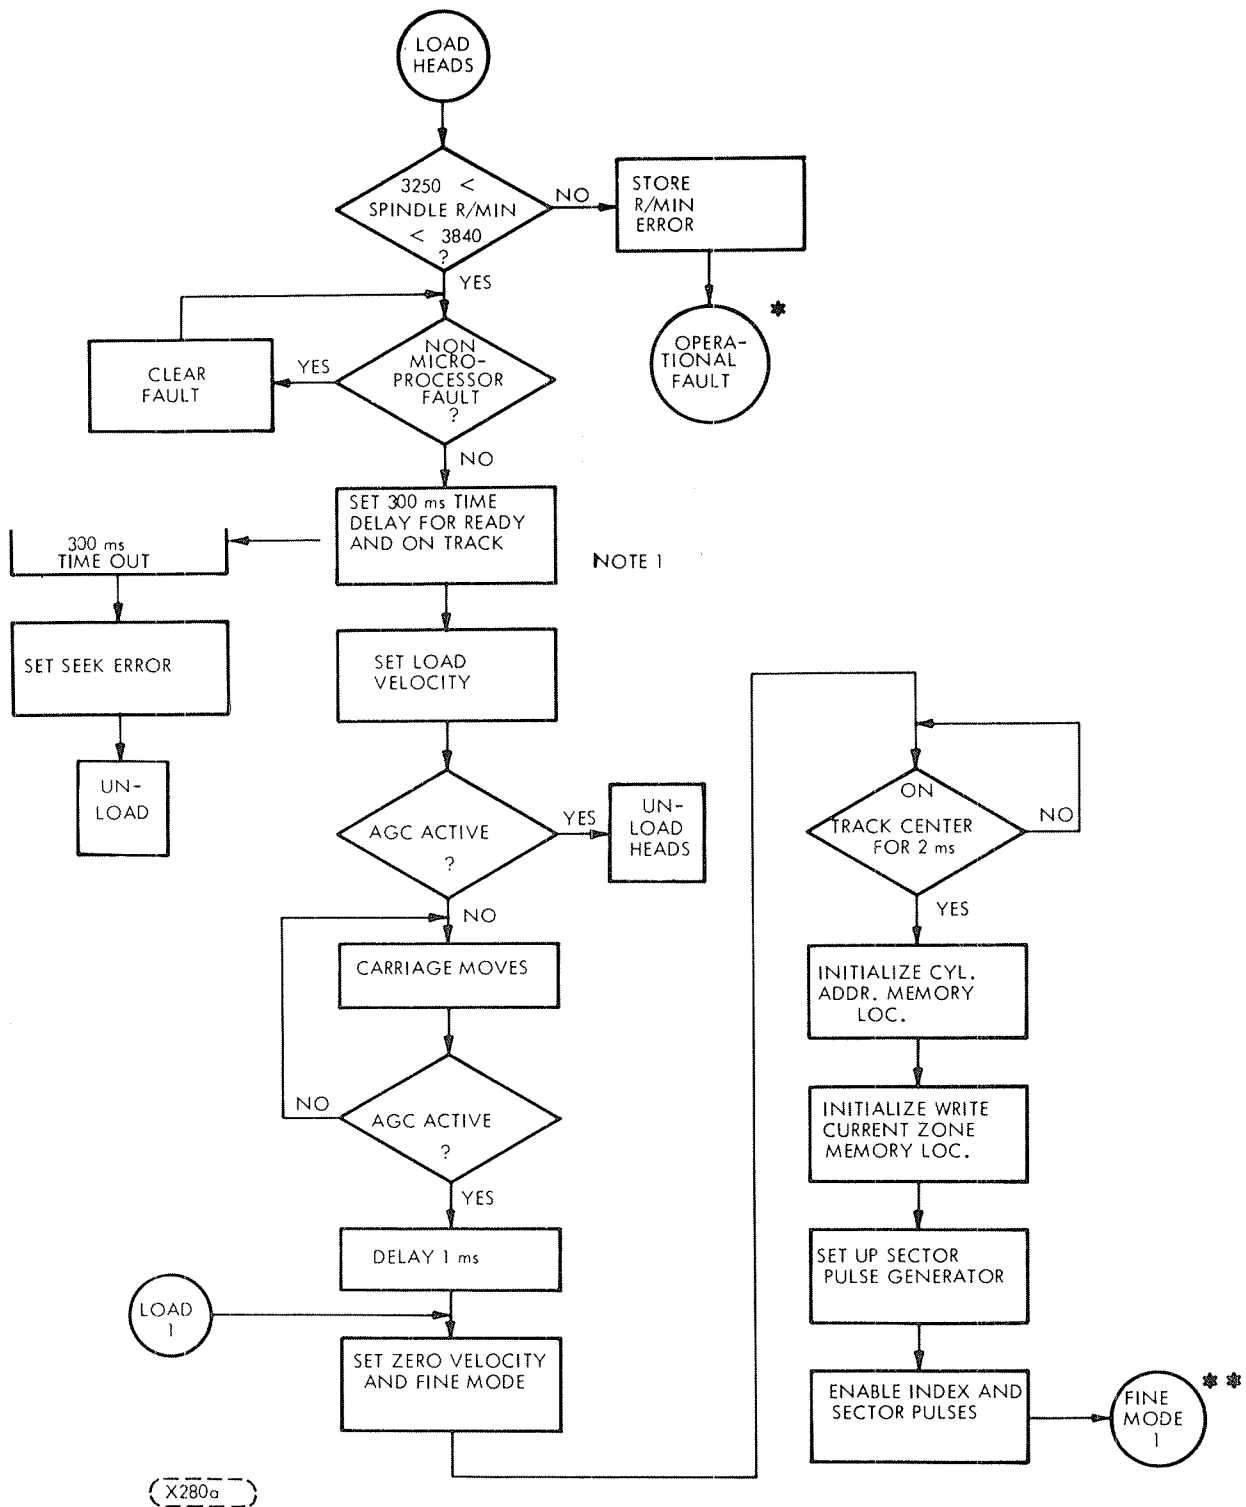 LOAD
HEADS
3250 <
SPINDLE R/MIN
< 3840
?
NO
STORE
R/MIN
ERROR
YES
*
OPERA-
TIONAL
FAULT
NON
MICRO-
PROCESSOR
FAULT
?
YES
CLEAR
FAULT
NO
SET 300 ms TIME
DELAY FOR READY
AND ON TRACK
NOTE 1
300 ms
TIME OUT
SET SEEK ERROR
UN-
LOAD
SET LOAD
VELOCITY
AGC ACTIVE
?
YES
UN-
LOAD
HEADS
NO
CARRIAGE MOVES
AGC ACTIVE
?
NO
YES
DELAY 1 ms
LOAD
1
SET ZERO VELOCITY
AND FINE MODE
ON
TRACK CENTER
FOR 2 ms
NO
YES
INITIALIZE CYL.
ADDR. MEMORY
LOC.
INITIALIZE WRITE
CURRENT ZONE
MEMORY LOC.
SET UP SECTOR
PULSE GENERATOR
ENABLE INDEX AND
SECTOR PULSES
FINE
MODE
1
* *
X280a